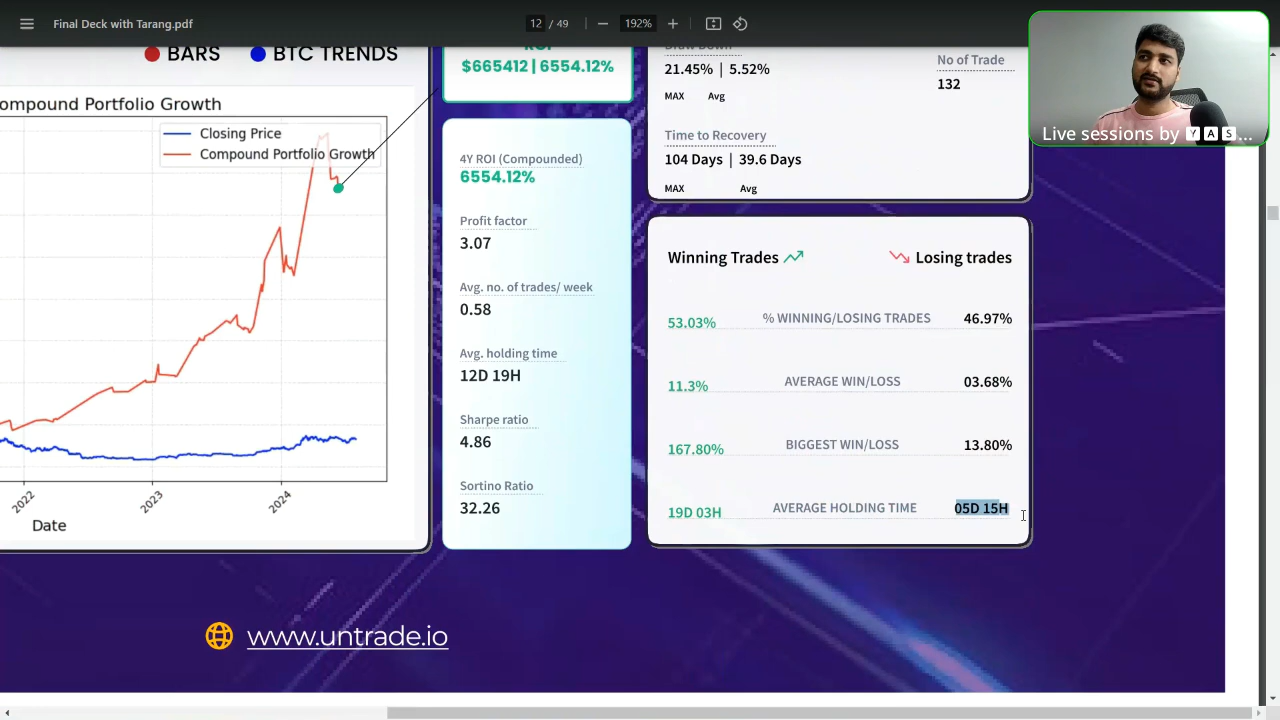 Final Deck with Tarang.pdf
12 / 49
192%
BARS
BTC TRENDS
ompound Portfolio Growth
Closing Price
Compound Portfolio Growth
2022
2023
2024
Date
ROI
$665412 | 6554.12%
4Y ROI (Compounded)
6554.12%
Profit factor
3.07
Avg. no. of trades/ week
0.58
Avg. holding time
12D 19H
Sharpe ratio
4.86
Sortino Ratio
32.26
Draw Down
21.45% | 5.52%
MAX Avg
No of Trade
132
Time to Recovery
104 Days | 39.6 Days
MAX Avg
Winning Trades
Losing trades
53.03% % WINNING/LOSING TRADES 46.97%
11.3% AVERAGE WIN/LOSS 03.68%
167.80% BIGGEST WIN/LOSS 13.80%
19D 03H AVERAGE HOLDING TIME 05D 15H
www.untrade.io
Live sessions by Y A S ...